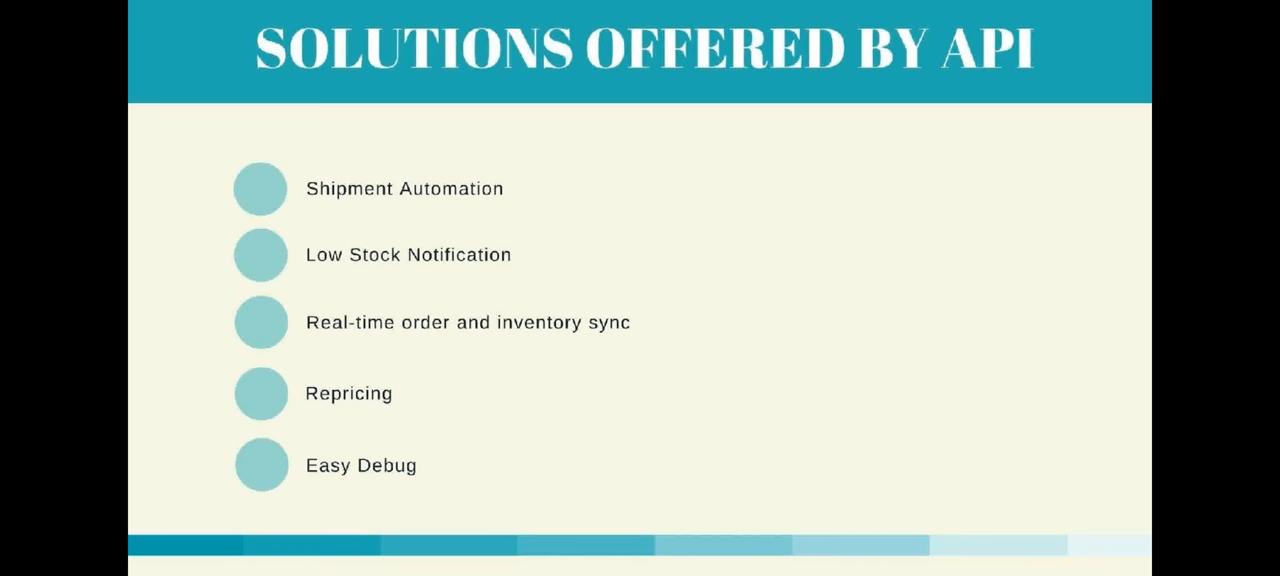 SOLUTIONS OFFERED BY API
Shipment Automation
Low Stock Notification
Real-time order and inventory sync
Repricing
Easy Debug